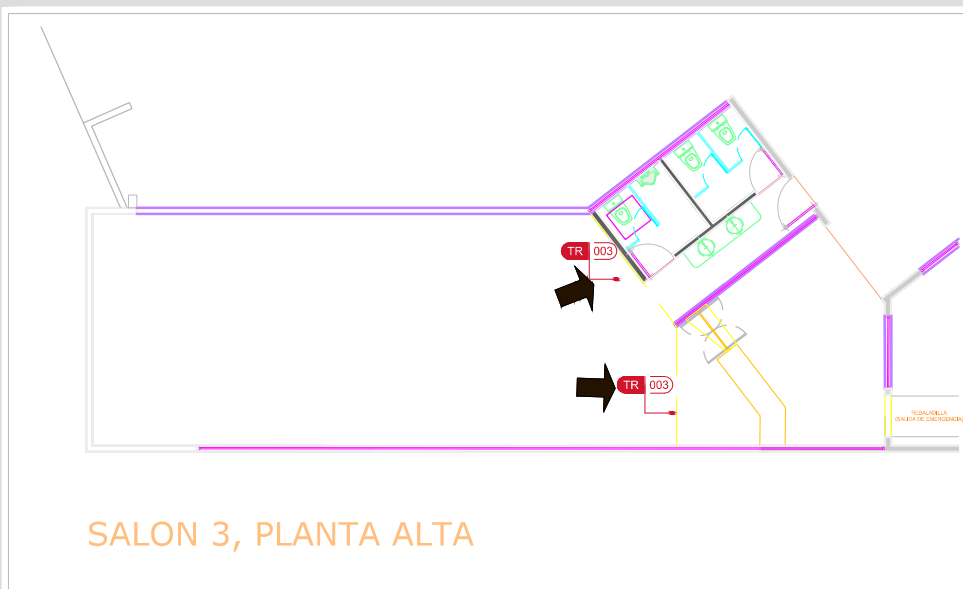 TR 003
TR 003
REBALADILLA
(SALIDA DE EMERGENCIA)
SALON 3, PLANTA ALTA